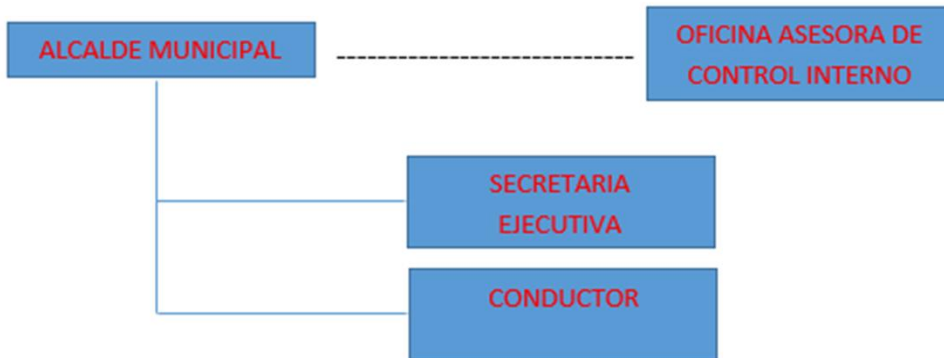 ALCALDE MUNICIPAL
OFICINA ASESORA DE
CONTROL INTERNO
SECRETARIA
EJECUTIVA
CONDUCTOR